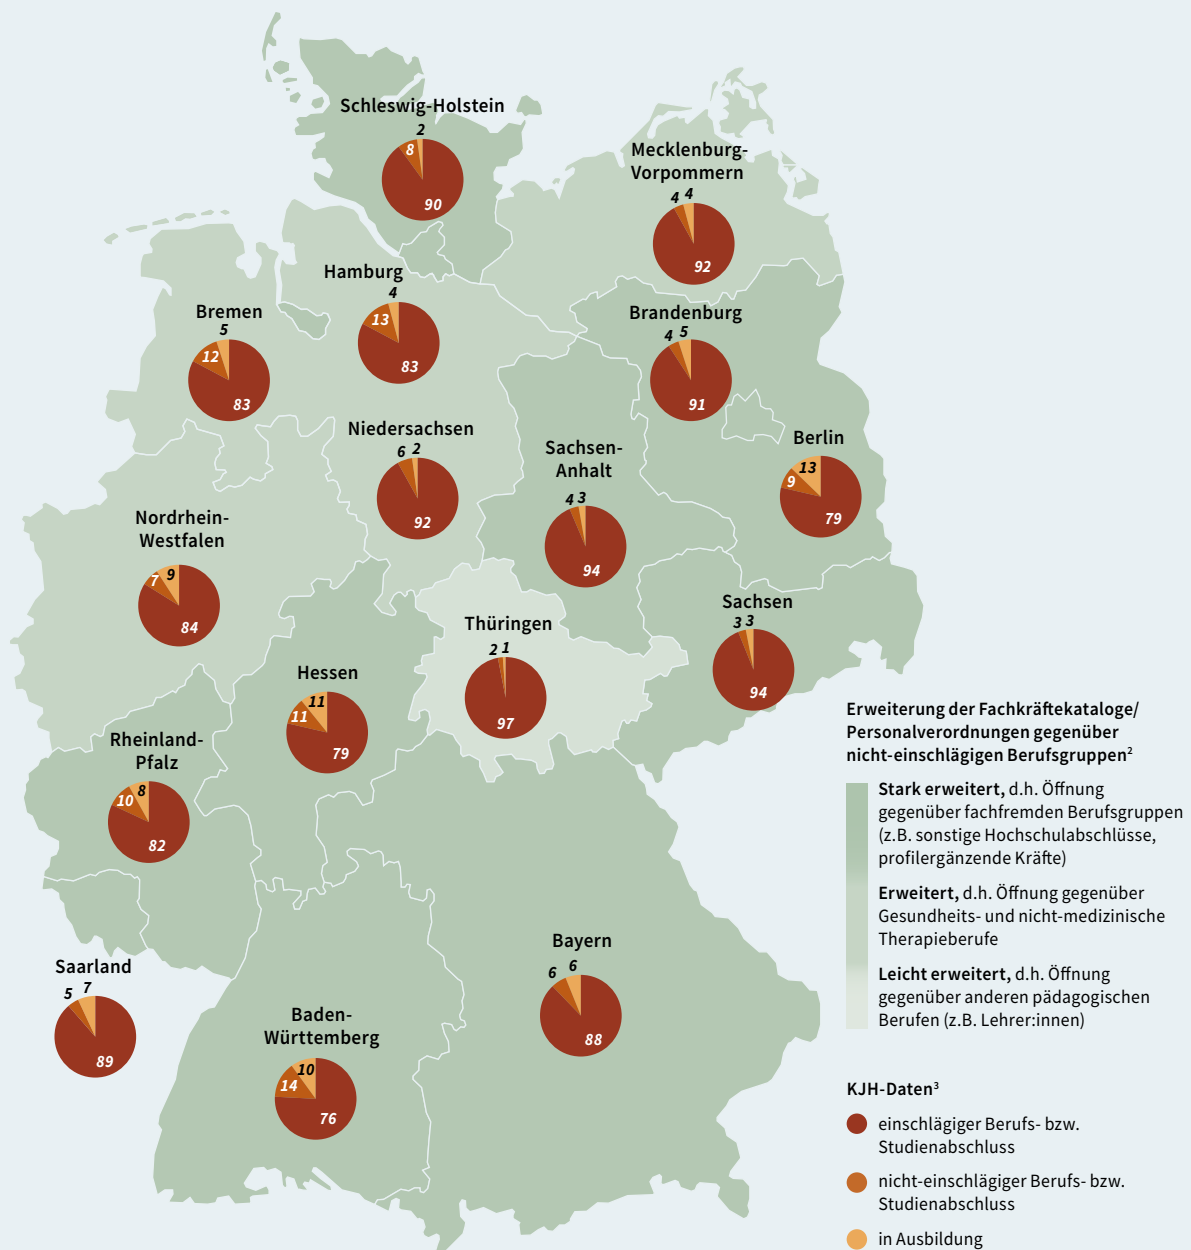 Schleswig-Holstein
2
8
90
Mecklenburg-
Vorpommern
4 4
92
Hamburg
4
13
83
Bremen
5
12
83
Brandenburg
4 5
91
Niedersachsen
6 2
92
Sachsen-
Anhalt
4 3
94
Berlin
13
9
79
Nordrhein-
Westfalen
9
7
84
Thüringen
2 1
97
Sachsen
3 3
94
Hessen
11
11
79
Rheinland-
Pfalz
8
10
82
Saarland
5 7
89
Baden-
Württemberg
10
14
76
Bayern
6 6
88
Erweiterung der Fachkräftekataloge/
Personalverordnungen gegenüber
nicht-einschlägigen Berufsgruppen²
Stark erweitert, d.h. Öffnung
gegenüber fachfremden Berufsgruppen
(z.B. sonstige Hochschulabschlüsse,
profilergänzende Kräfte)
Erweitert, d.h. Öffnung gegenüber
Gesundheits- und nicht-medizinische
Therapieberufe
Leicht erweitert, d.h. Öffnung
gegenüber anderen pädagogischen
Berufen (z.B. Lehrer:innen)
KJH-Daten³
einschlägiger Berufs- bzw.
Studienabschluss
nicht-einschlägiger Berufs- bzw.
Studienabschluss
in Ausbildung